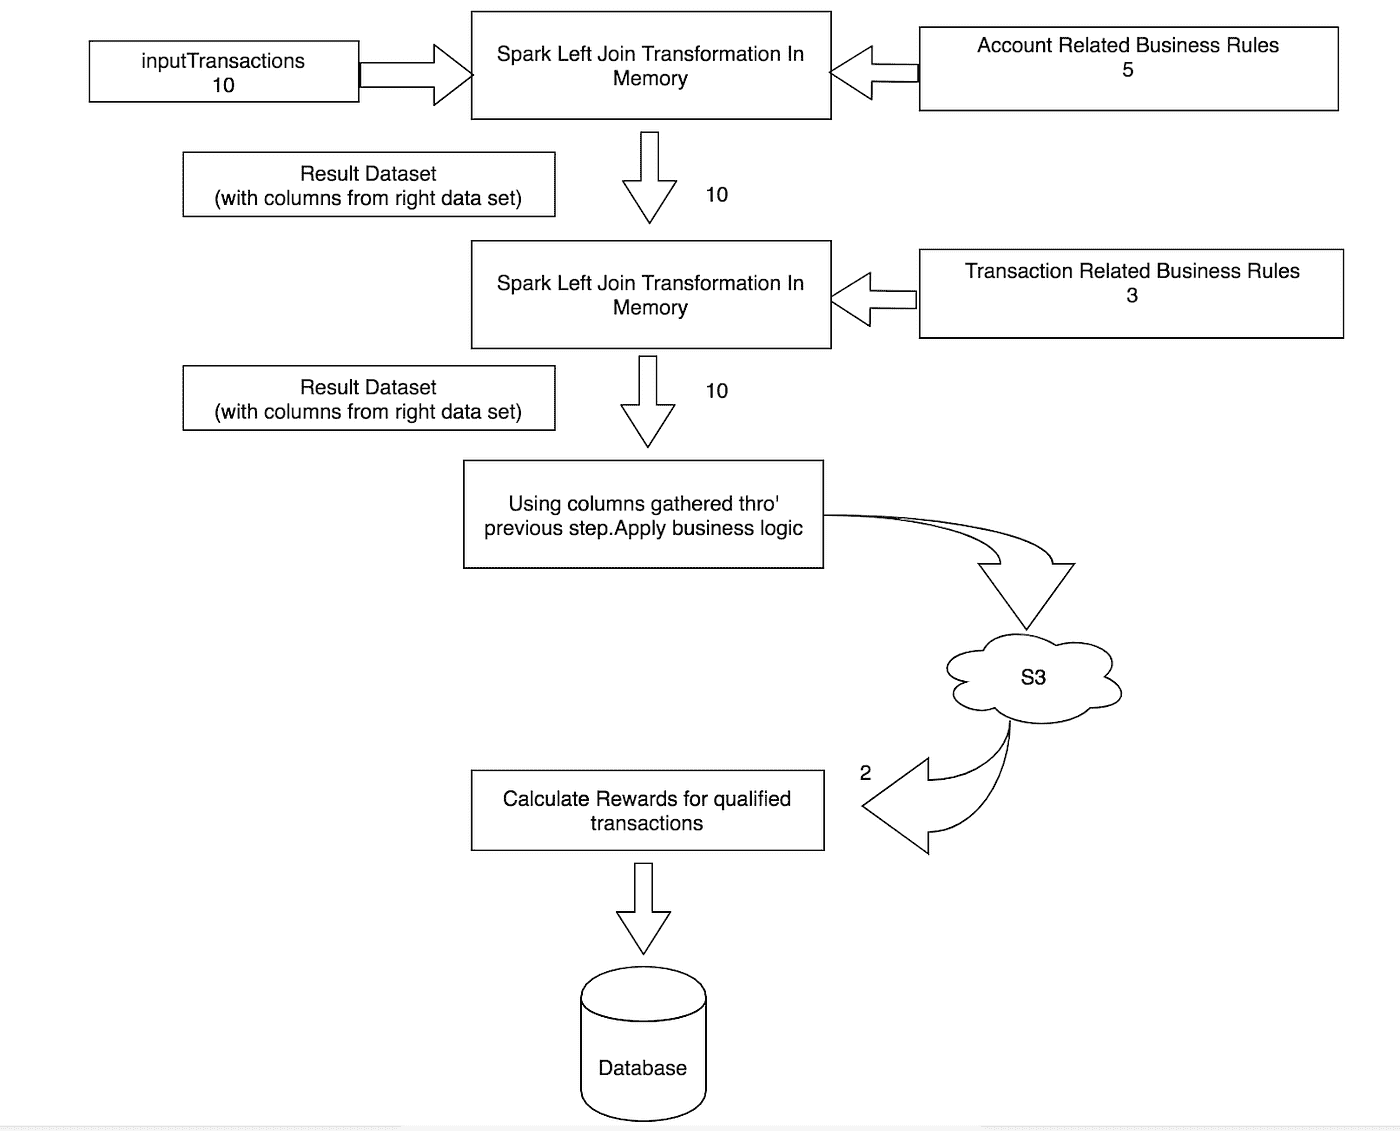 inputTransactions
10
Spark Left Join Transformation In
Memory
Account Related Business Rules
5
Result Dataset
(with columns from right data set)
10
Spark Left Join Transformation In
Memory
Transaction Related Business Rules
3
Result Dataset
(with columns from right data set)
10
Using columns gathered thro'
previous step.Apply business logic
S3
2
Calculate Rewards for qualified
transactions
Database